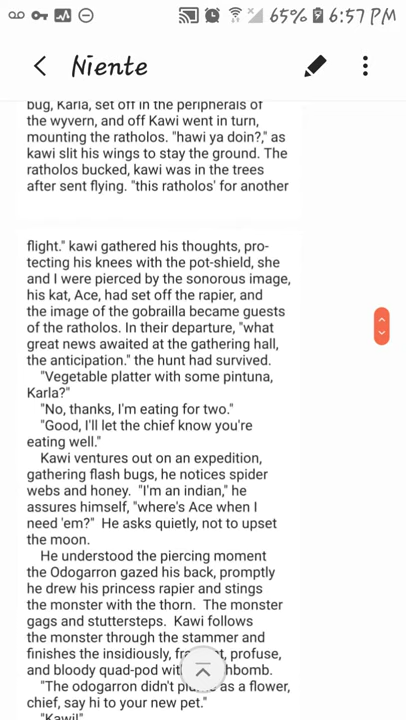 65% 6:57 PM
Niente
bug, Karla, set off in the peripherals of
the wyvern, and off Kawi went in turn,
mounting the ratholos. "hawi ya doin?," as
kawi slit his wings to stay the ground. The
ratholos bucked, kawi was in the trees
after sent flying. "this ratholos' for another
flight." kawi gathered his thoughts, pro-
tecting his knees with the pot-shield, she
and I were pierced by the sonorous image,
his kat, Ace, had set off the rapier, and
the image of the gobrailla became guests
of the ratholos. In their departure, "what
great news awaited at the gathering hall,
the anticipation." the hunt had survived.
"Vegetable platter with some pintuna,
Karla?"
"No, thanks, I'm eating for two."
"Good, I'll let the chief know you're
eating well."
Kawi ventures out on an expedition,
gathering flash bugs, he notices spider
webs and honey. "I'm an indian," he
assures himself, "where's Ace when I
need 'em?" He asks quietly, not to upset
the moon.
He understood the piercing moment
the Odogarron gazed his back, promptly
he drew his princess rapier and stings
the monster with the thorn. The monster
gags and stuttersteps. Kawi follows
the monster through the stammer and
finishes the insidiously, profuse,
and bloody quad-pod
"The odogarron didn't as a flower,
chief, say hi to your new pet."
"Kawi!"